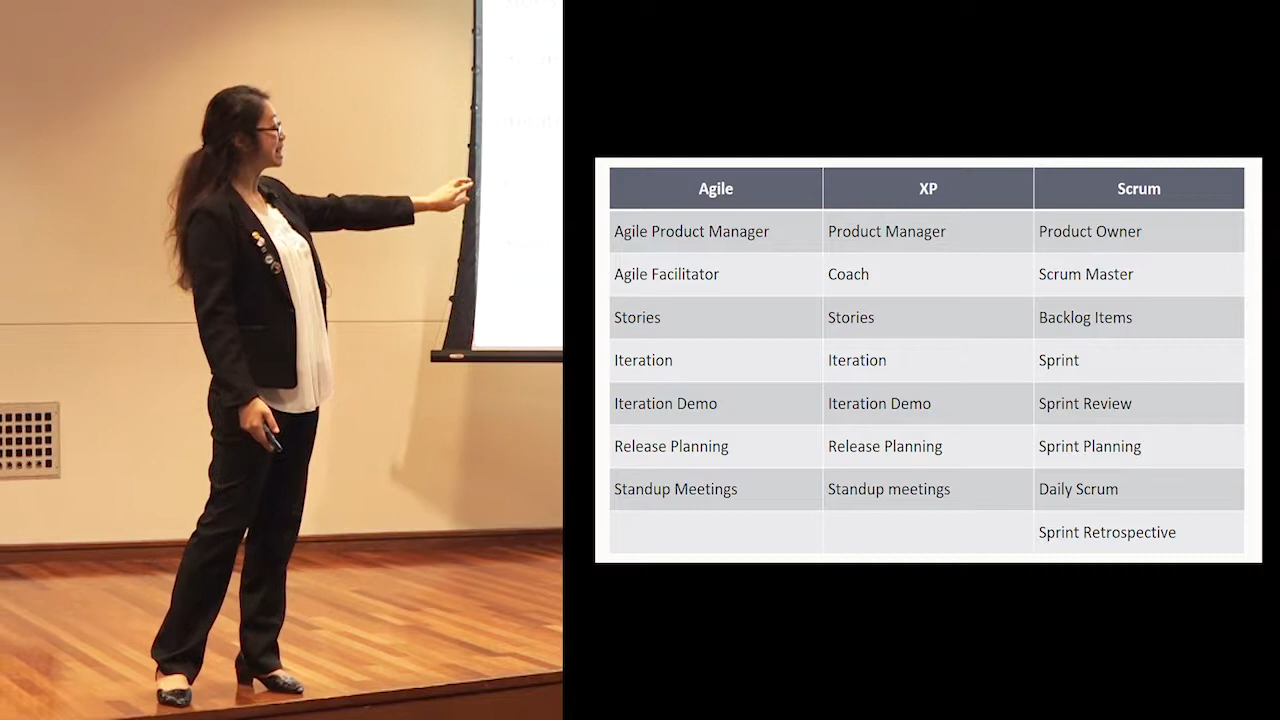 Agile XP Scrum
Agile Product Manager Product Manager Product Owner
Agile Facilitator Coach Scrum Master
Stories Stories Backlog Items
Iteration Iteration Sprint
Iteration Demo Iteration Demo Sprint Review
Release Planning Release Planning Sprint Planning
Standup Meetings Standup meetings Daily Scrum
Sprint Retrospective